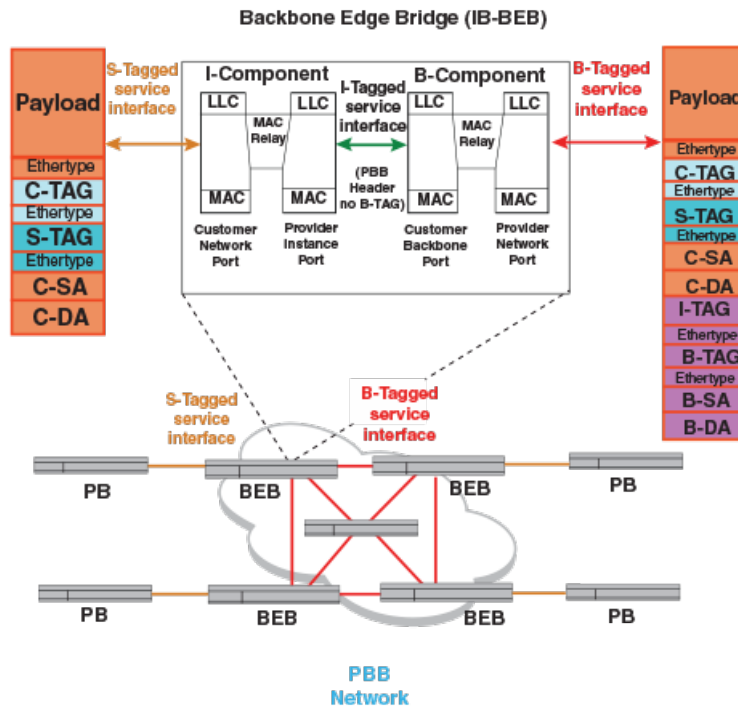 Backbone Edge Bridge (IB-BEB)
Payload
Ethertype
C-TAG
Ethertype
S-TAG
Ethertype
C-SA
C-DA
S-Tagged
service
interface
I-Component
LLC
LLC
MAC
Relay
MAC
MAC
Customer
Network
Port
Provider
Instance
Port
I-Tagged
service
interface
(PBB
Header
no B-TAG)
B-Component
LLC
LLC
MAC
Relay
MAC
MAC
Customer
Backbone
Port
Provider
Network
Port
B-Tagged
service
interface
Payload
Ethertype
C-TAG
Ethertype
S-TAG
Ethertype
C-SA
C-DA
I-TAG
Ethertype
B-TAG
Ethertype
B-SA
B-DA
S-Tagged
service
interface
B-Tagged
service
interface
PB
BEB
BEB
PB
PB
BEB
BEB
PB
PBB
Network